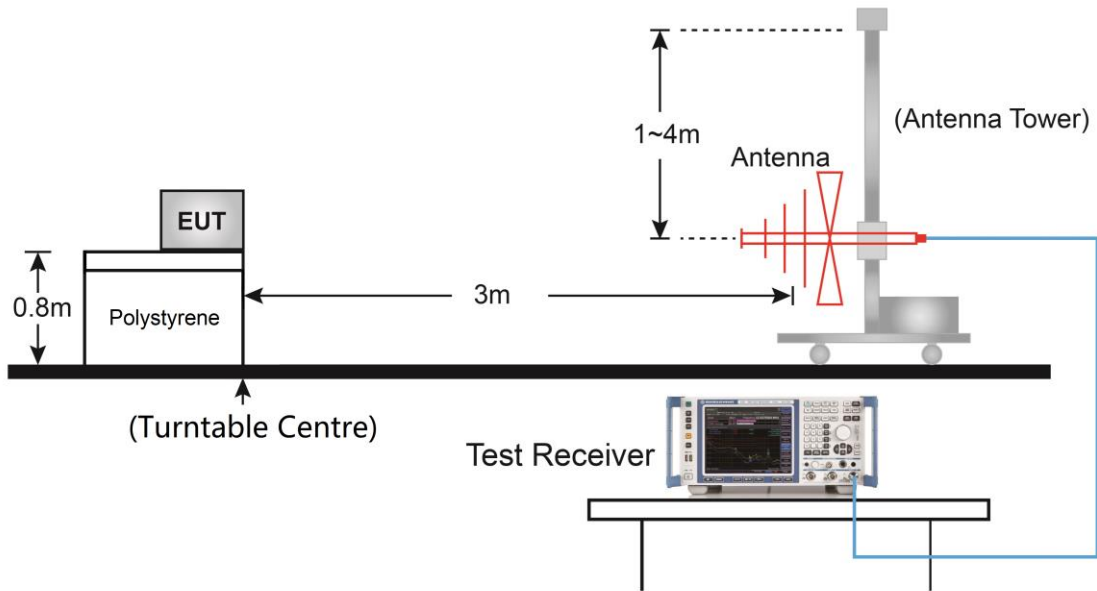 1~4m
(Antenna Tower)
Antenna
EUT
0.8m
Polystyrene
3m
(Turntable Centre)
Test Receiver